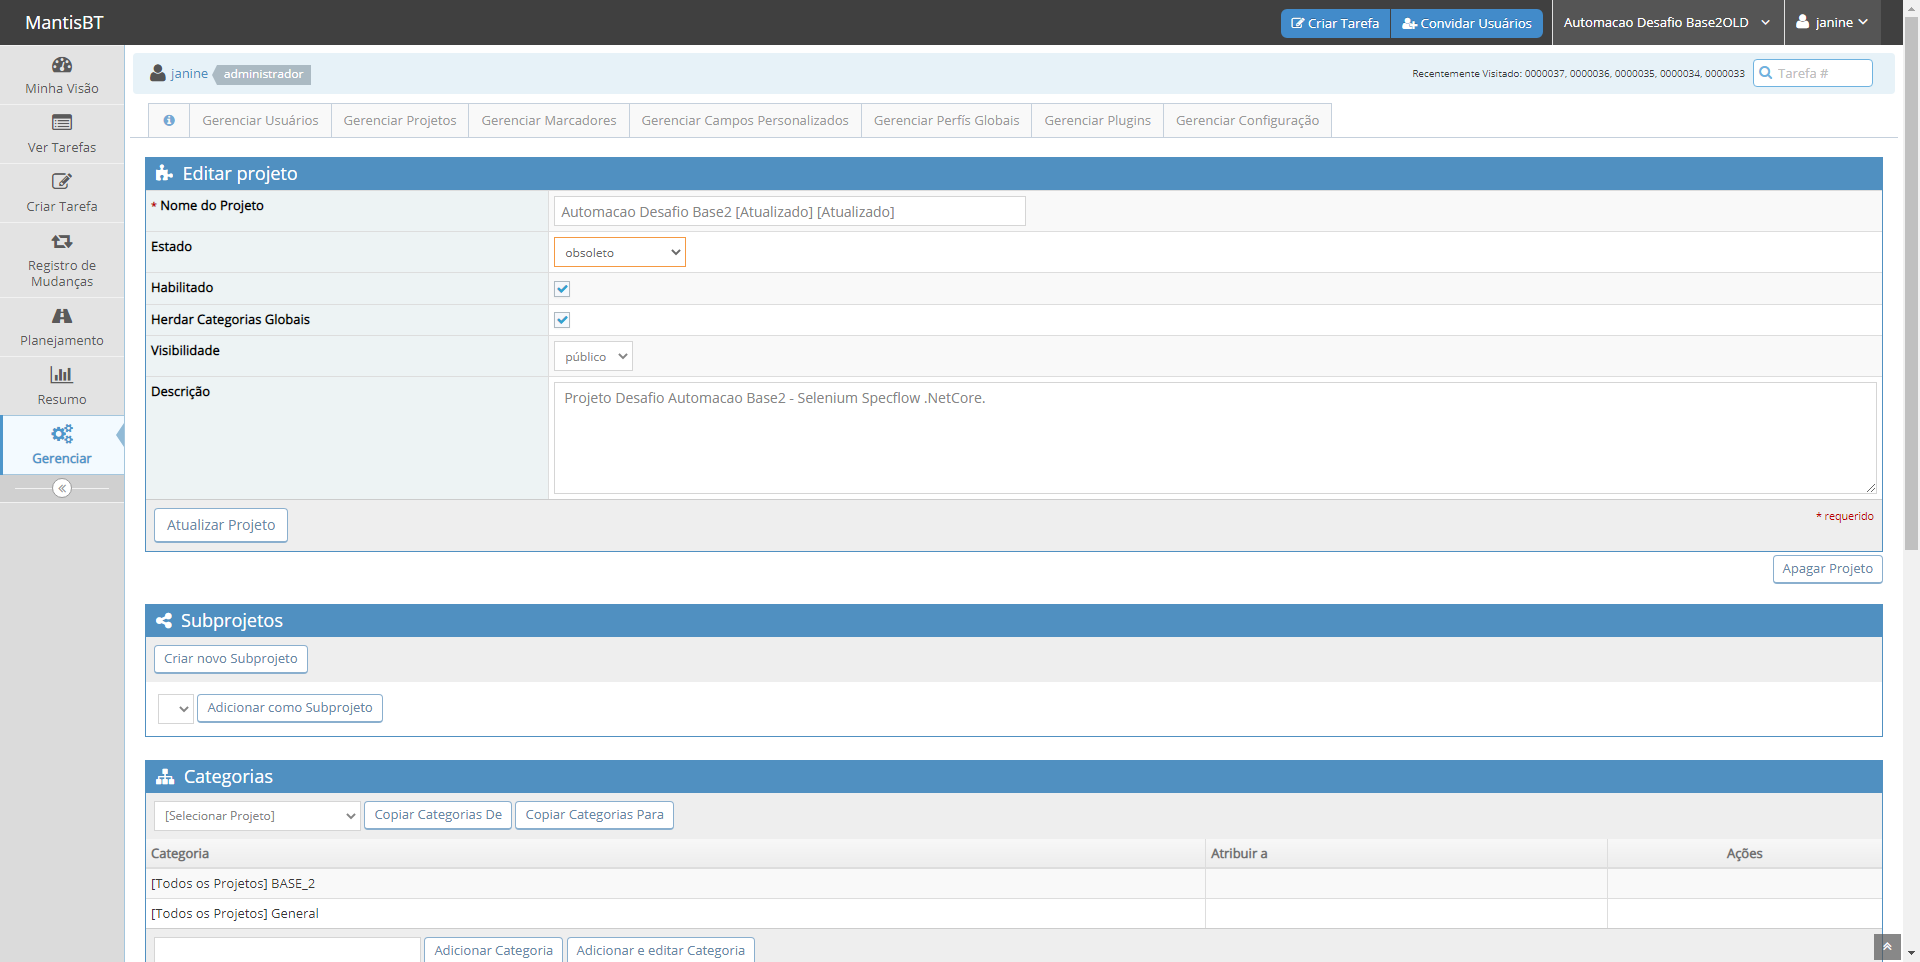 MantisBT
Criar Tarefa
Convidar Usuários
Automacao Desafio Base2OLD
janine
Minha Visão
Ver Tarefas
Criar Tarefa
Registro de
Mudanças
Planejamento
Resumo
Gerenciar
janine administrador
Recentemente Visitado: 0000037, 0000036, 0000035, 0000034, 0000033
Tarefa #
Gerenciar Usuários
Gerenciar Projetos
Gerenciar Marcadores
Gerenciar Campos Personalizados
Gerenciar Perfís Globais
Gerenciar Plugins
Gerenciar Configuração
Editar projeto
* Nome do Projeto
Automacao Desafio Base2 [Atualizado] [Atualizado]
Estado
obsoleto
Habilitado
Herdar Categorias Globais
Visibilidade
público
Descrição
Projeto Desafio Automacao Base2 - Selenium Specflow .NetCore.
Atualizar Projeto
* requerido
Apagar Projeto
Subprojetos
Criar novo Subprojeto
Adicionar como Subprojeto
Categorias
[Selecionar Projeto]
Copiar Categorias De
Copiar Categorias Para
Categoria
Atribuir a
Ações
[Todos os Projetos] BASE_2
[Todos os Projetos] General
Adicionar Categoria
Adicionar e editar Categoria